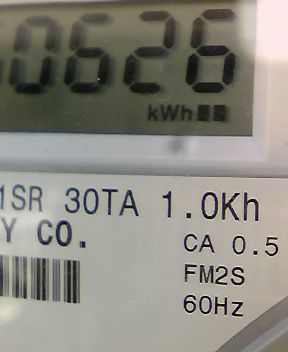 0626
kWh
1SR 30TA 1.0Kh
Y CO.
CA 0.5
FM2S
60Hz